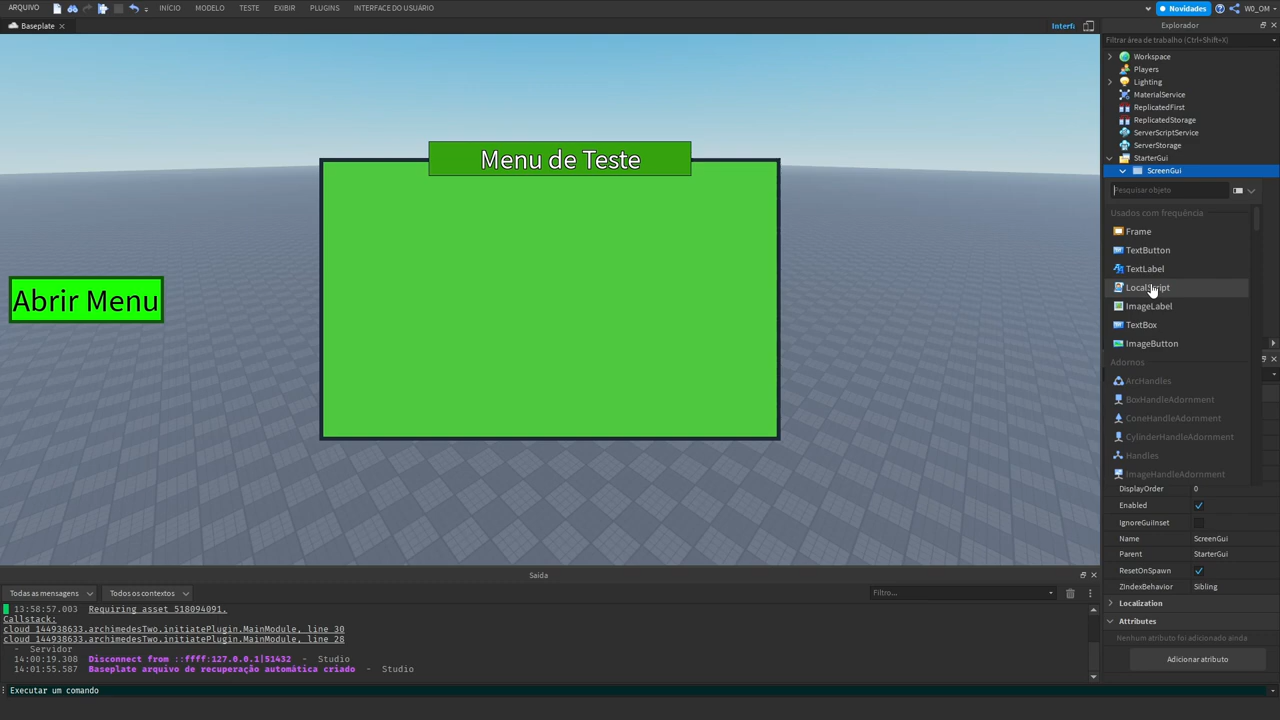 ARQUIVO
INÍCIO MODELO TESTE EXIBIR PLUGINS INTERFACE DO USUÁRIO
Novidades
W0_OM
Baseplate
Interfi
Explorador
Filtrar área de trabalho (Ctrl+Shift+X)
Workspace
Players
Lighting
MaterialService
ReplicatedFirst
ReplicatedStorage
ServerScriptService
ServerStorage
StarterGui
ScreenGui
Pesquisar objeto
Usados com frequência
Frame
TextButton
TextLabel
LocalScript
ImageLabel
TextBox
ImageButton
Adornos
ArcHandles
BoxHandleAdornment
ConeHandleAdornment
CylinderHandleAdornment
Handles
ImageHandleAdornment
Menu de Teste
Abrir Menu
DisplayOrder 0
Enabled
IgnoreGuiInset
Name ScreenGui
Parent StarterGui
ResetOnSpawn
ZIndexBehavior Sibling
Localization
Attributes
Nenhum atributo foi adicionado ainda
Adicionar atributo
Saída
Todas as mensagens Todos os contextos Filtro...
13:58:57.003 Requiring asset 518094091.
Callstack:
cloud_144938633.archimedesTwo.initiatePlugin.MainModule, line 30
cloud_144938633.archimedesTwo.initiatePlugin.MainModule, line 28
- Servidor
14:00:19.308 Disconnect from ::ffff:127.0.0.1|51432 - Studio
14:01:55.587 Baseplate arquivo de recuperação automática criado - Studio
Executar um comando